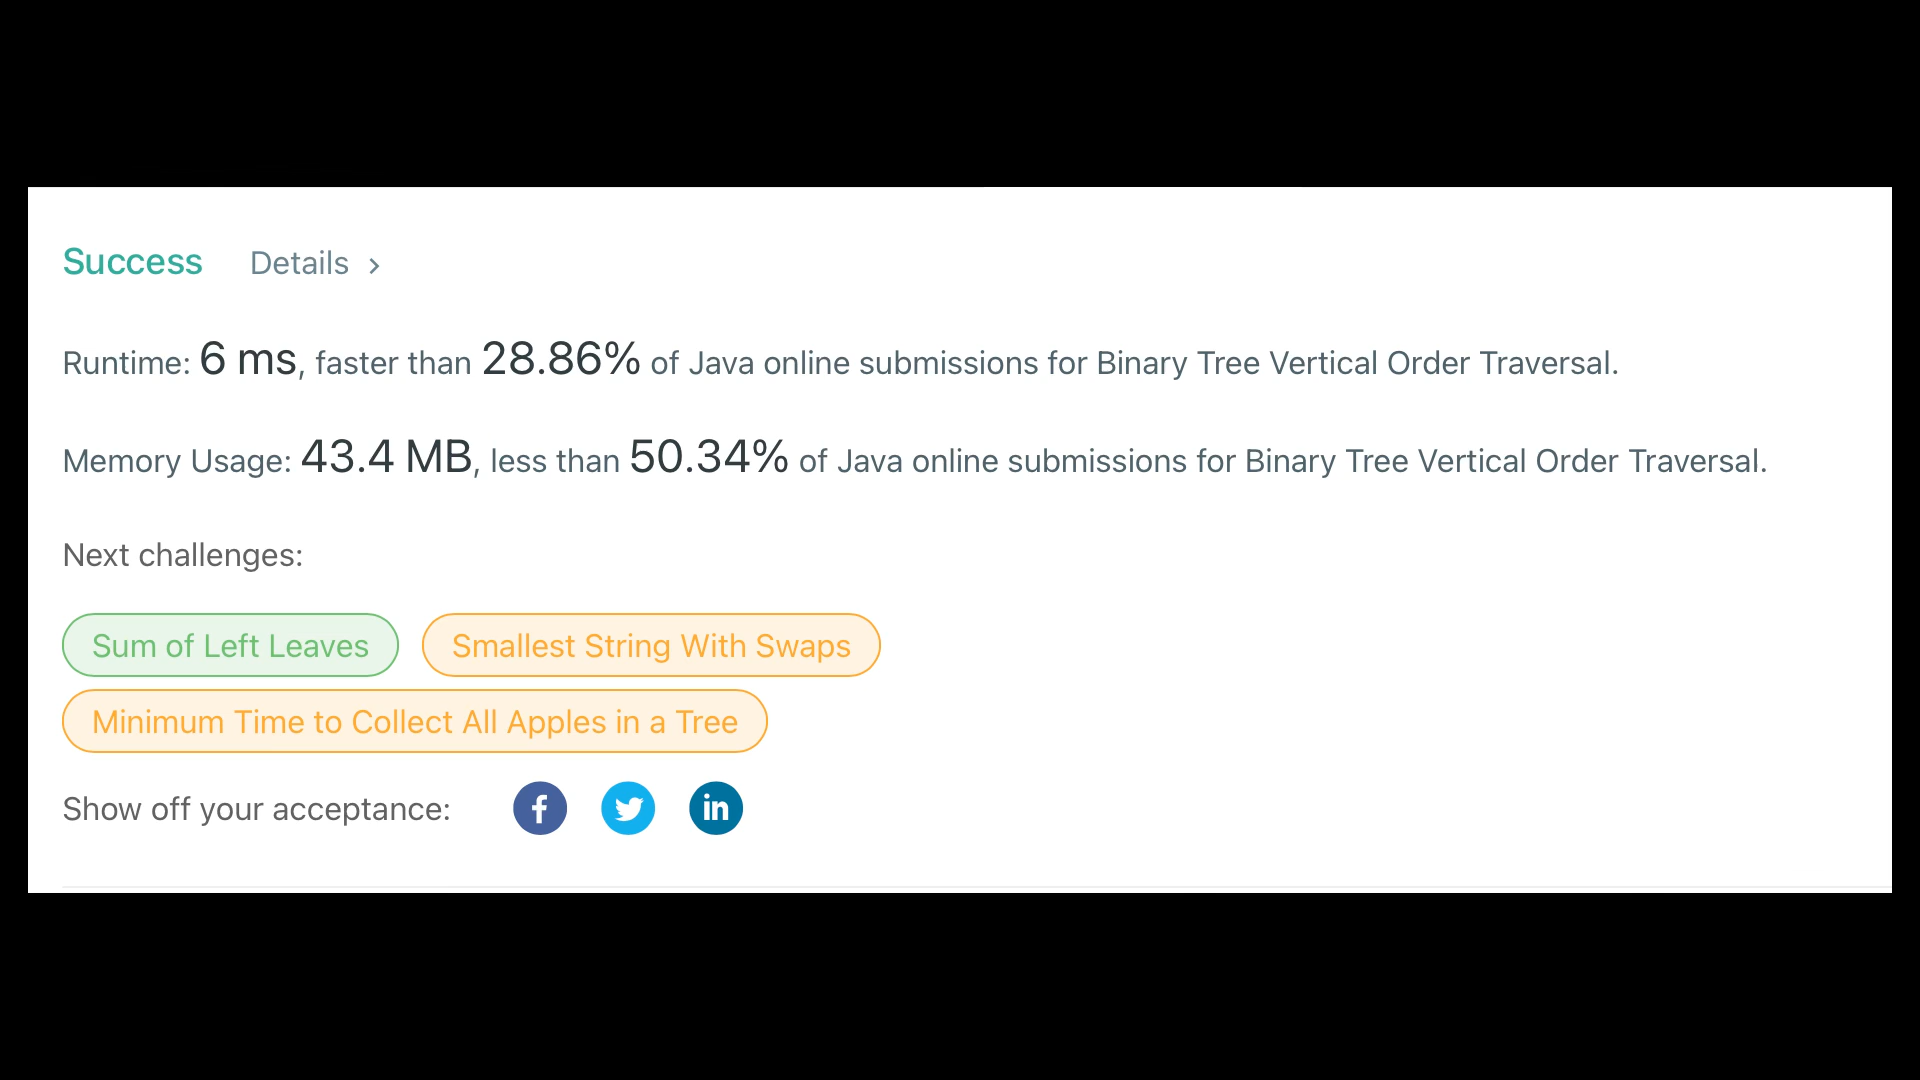 Success Details >
Runtime: 6 ms, faster than 28.86% of Java online submissions for Binary Tree Vertical Order Traversal.
Memory Usage: 43.4 MB, less than 50.34% of Java online submissions for Binary Tree Vertical Order Traversal.
Next challenges:
Sum of Left Leaves Smallest String With Swaps
Minimum Time to Collect All Apples in a Tree
Show off your acceptance: f in